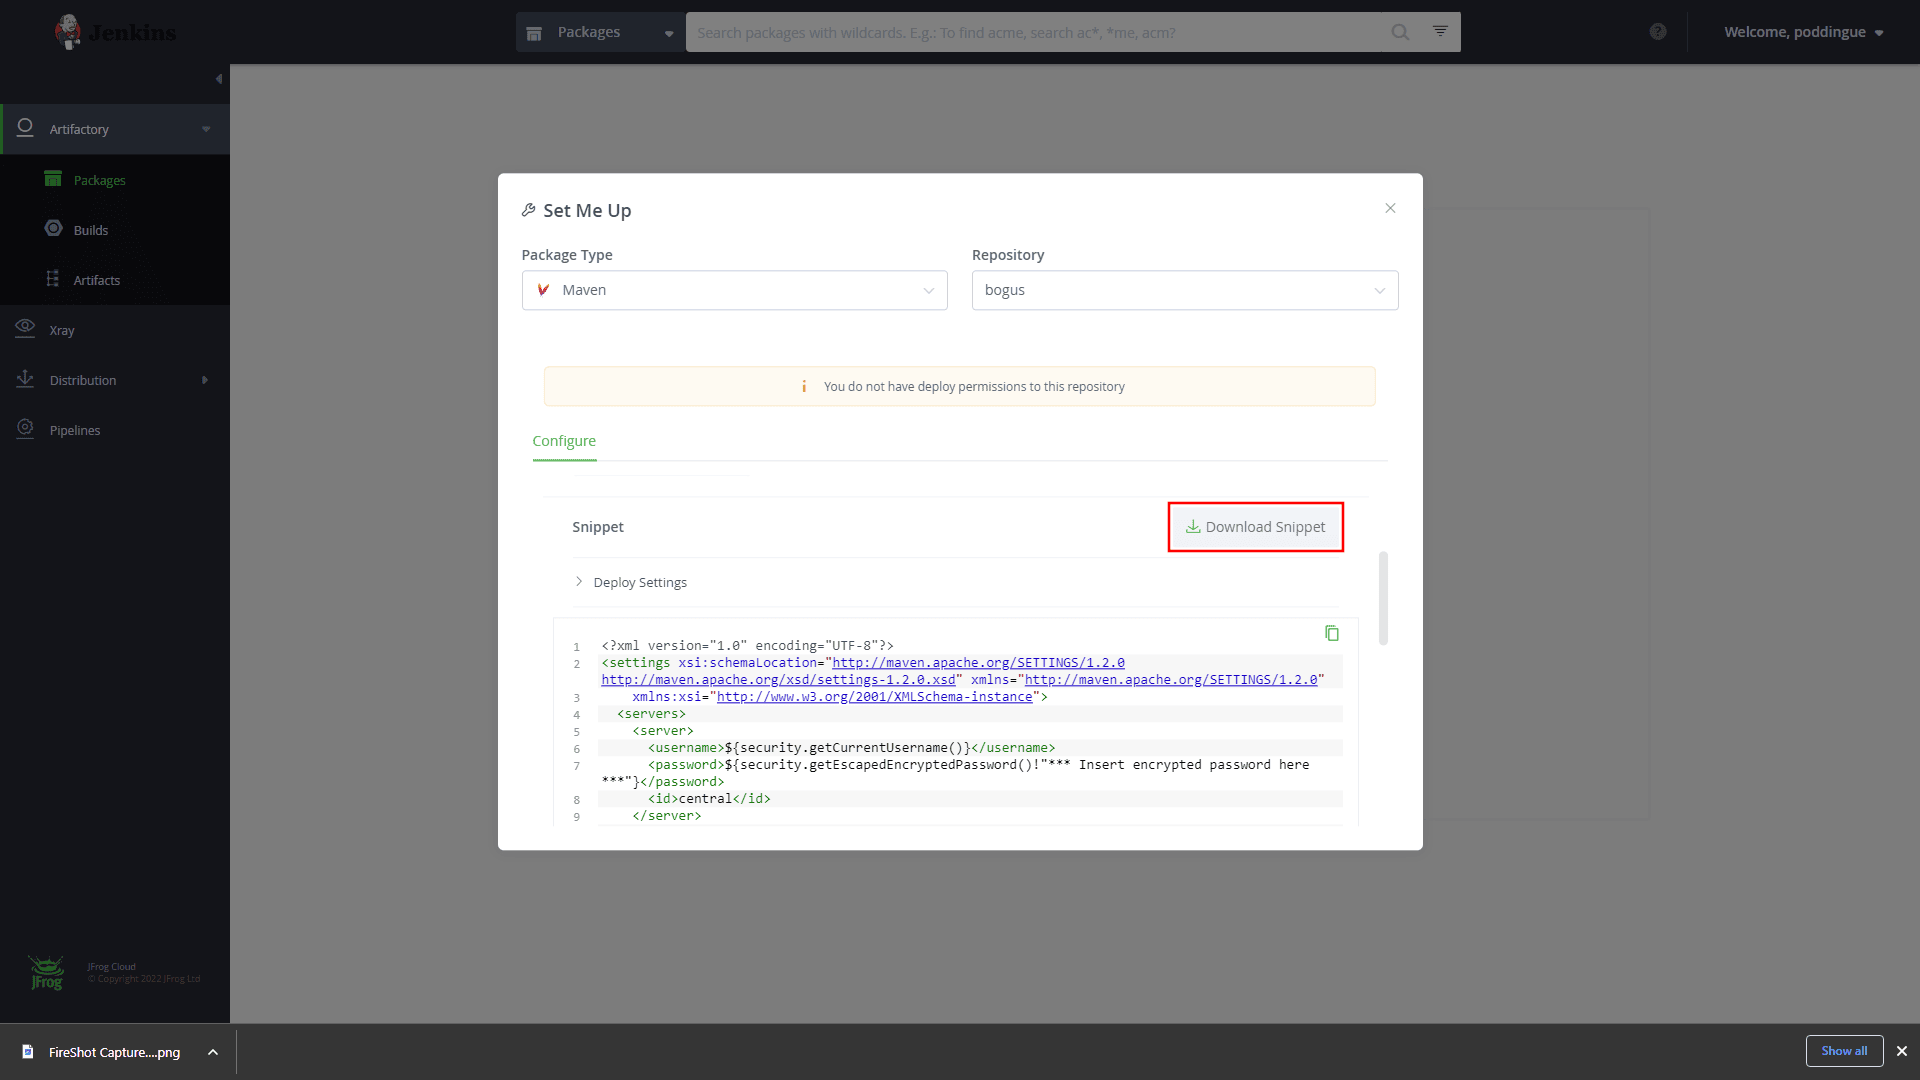 Jenkins
Packages
Search packages with wildcards. E.g.: To find acme, search ac*, *me, acm?
?
Welcome, poddingue
Artifactory
Packages
Builds
Artifacts
Xray
Distribution
Pipelines
Set Me Up
Package Type
Repository
Maven
bogus
You do not have deploy permissions to this repository
Configure
Snippet
Download Snippet
Deploy Settings
1 <?xml version="1.0" encoding="UTF-8"?>
2 <settings xsi:schemaLocation="http://maven.apache.org/SETTINGS/1.2.0
http://maven.apache.org/xsd/settings-1.2.0.xsd" xmlns="http://maven.apache.org/SETTINGS/1.2.0"
3 xmlns:xsi="http://www.w3.org/2001/XMLSchema-instance">
4 <servers>
5 <server>
6 <username>${security.getCurrentUsername()}</username>
7 <password>${security.getEscapedEncryptedPassword()!"*** Insert encrypted password here
***"}</password>
8 <id>central</id>
9 </server>
JFrog
JFrog Cloud
© Copyright 2022 JFrog Ltd
FireShot Capture....png
Show all